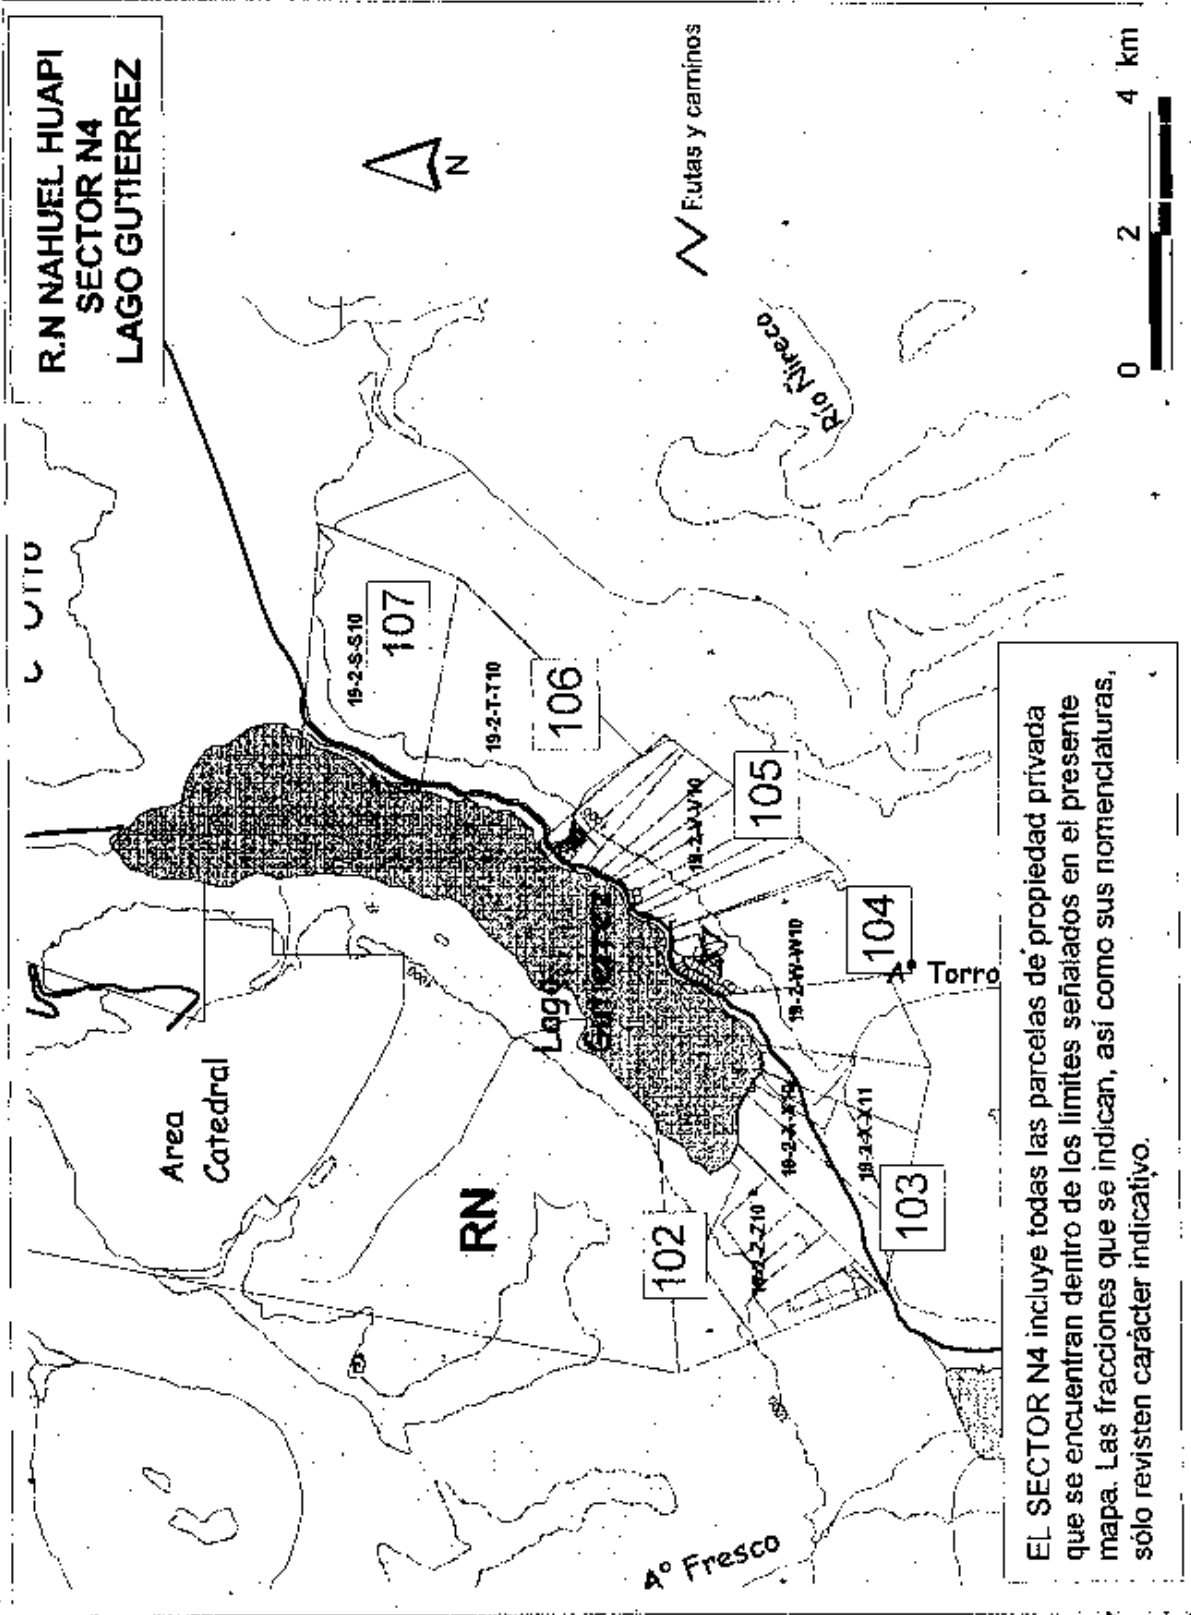 R.N NAHUEL HUAPI
SECTOR N4
LAGO GUTIERREZ
N
Rutas y caminos
0 2 4 km
Río Ñireco
19-2-S-S10
107
19-2-T-T10
106
19-2-V-V10
105
19-2-W-W10
104
A° Torro
Lago
Gutierrez
Area
Catedral
RN
19-2-X-X11
103
102
A° Fresco
EL SECTOR N4 incluye todas las parcelas de propiedad privada
que se encuentran dentro de los límites señalados en el presente
mapa. Las fracciones que se indican, así como sus nomenclaturas,
sólo revisten carácter indicativo.